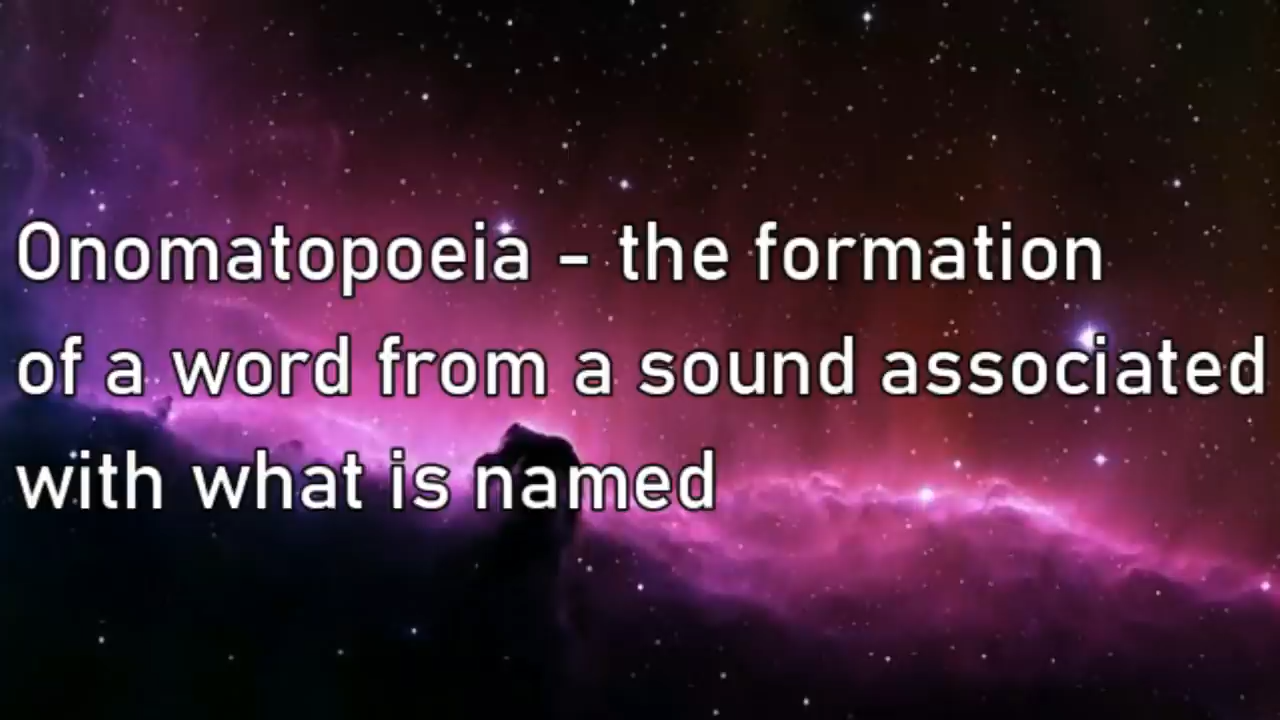 Onomatopoeia - the formation
of a word from a sound associated
with what is named